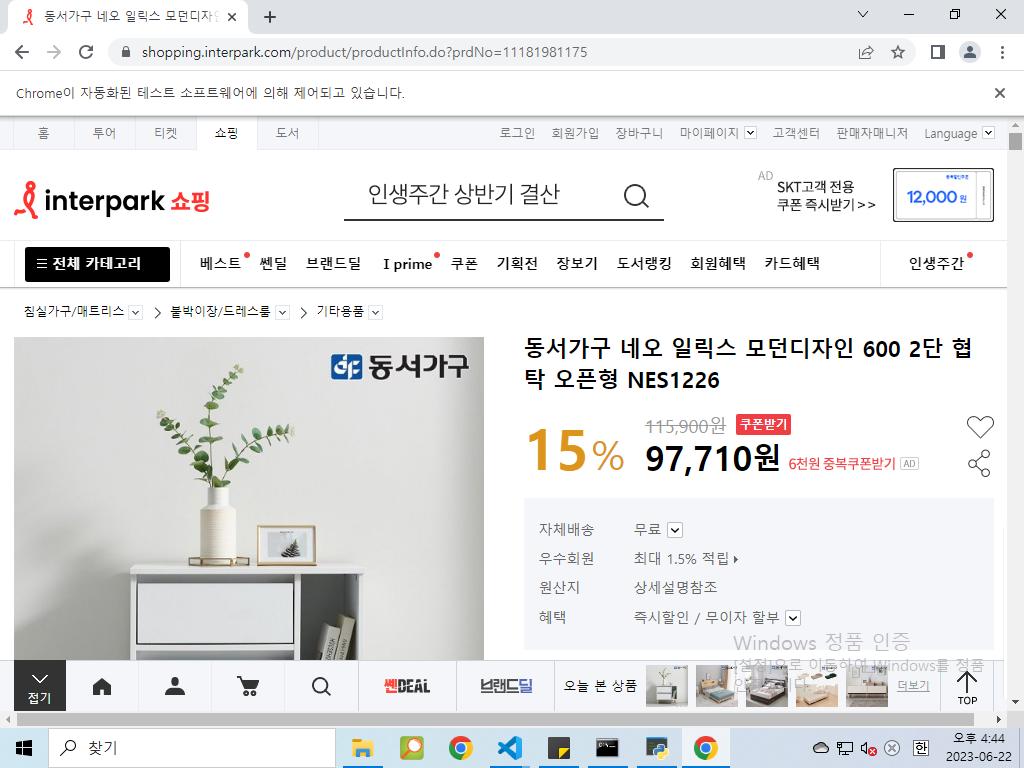 동서가구 네오 일릭스 모던디자인
shopping.interpark.com/product/productInfo.do?prdNo=11181981175
Chrome이 자동화된 테스트 소프트웨어에 의해 제어되고 있습니다.
홈 투어 티켓 쇼핑 도서 로그인 회원가입 장바구니 마이페이지 고객센터 판매자매니저 Language
interpark 쇼핑
인생주간 상반기 결산
AD SKT고객 전용
쿠폰 즉시받기>>
12,000원
전체 카테고리 베스트 쎈딜 브랜드딜 I prime 쿠폰 기획전 장보기 도서랭킹 회원혜택 카드혜택 인생주간
침실가구/매트리스 > 붙박이장/드레스룸 > 기타용품
동서가구
동서가구 네오 일릭스 모던디자인 600 2단 협
탁 오픈형 NES1226
15% 115,900원 쿠폰받기
97,710원 6천원 중복쿠폰받기 AD
자체배송 무료
우수회원 최대 1.5% 적립
원산지 상세설명참조
혜택 즉시할인 / 무이자 할부
Windows 정품 인증
[설정]으로 이동하여 Windows를 정품
접기
쎈DEAL
브랜드딜
오늘 본 상품
더보기
TOP
찾기
한
오후 4:44
2023-06-22